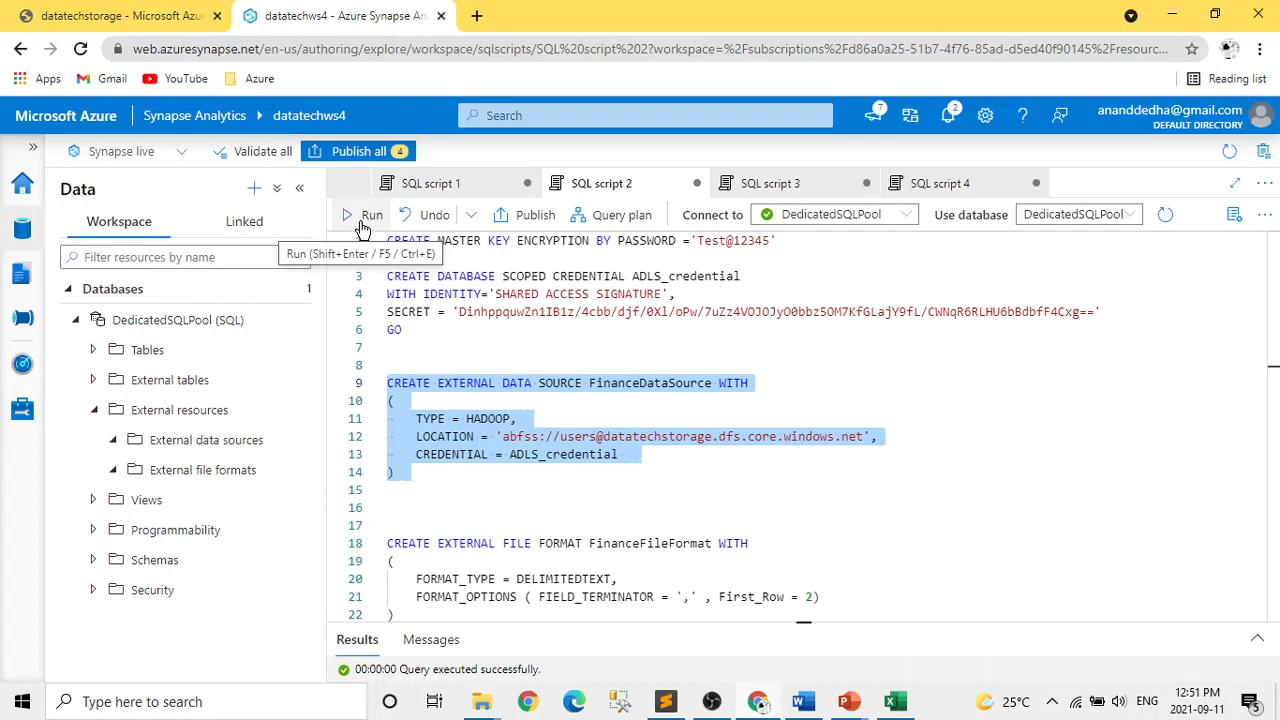 datatechstorage - Microsoft Azu
datatechws4 - Azure Synapse An
web.azuresynapse.net/en-us/authoring/explore/workspace/sqlscripts/SQL%20script%202?workspace=%2Fsubscriptions%2Fd86a0a25-51b7-4f76-85ad-d5ed40f90145%2Fresourc...
Apps Gmail YouTube Azure Reading list
Microsoft Azure Synapse Analytics datatechws4 Search 7 2 ananddedha@gmail.com
DEFAULT DIRECTORY
Synapse live Validate all Publish all 4
Data
SQL script 1 SQL script 2 SQL script 3 SQL script 4
Workspace Linked
Run Undo Publish Query plan Connect to DedicatedSQLPool Use database DedicatedSQLPool
Filter resources by name
Run (Shift+Enter / F5 / Ctrl+E)
Databases 1
DedicatedSQLPool (SQL)
Tables
External tables
External resources
External data sources
External file formats
Views
Programmability
Schemas
Security
CREATE MASTER KEY ENCRYPTION BY PASSWORD ='Test@12345'
3 CREATE DATABASE SCOPED CREDENTIAL ADLS_credential
4 WITH IDENTITY='SHARED ACCESS SIGNATURE',
5 SECRET = 'DinhppquwZn1IB1z/4cbb/djf/0Xl/oPw/7uZz4VOJOJyO0bbz5OM7KfGLajY9fL/CWNqR6RLHU6bBdbfF4Cxg=='
6 GO
7
8
9 CREATE EXTERNAL DATA SOURCE FinanceDataSource WITH
10 (
11 TYPE = HADOOP,
12 LOCATION = 'abfss://users@datatechstorage.dfs.core.windows.net',
13 CREDENTIAL = ADLS_credential
14 )
15
16
17
18 CREATE EXTERNAL FILE FORMAT FinanceFileFormat WITH
19 (
20 FORMAT_TYPE = DELIMITEDTEXT,
21 FORMAT_OPTIONS ( FIELD_TERMINATOR = ',' , First_Row = 2)
22 )
Results Messages
00:00:00 Query executed successfully.
Type here to search
25°C ENG 12:51 PM
2021-09-11 5